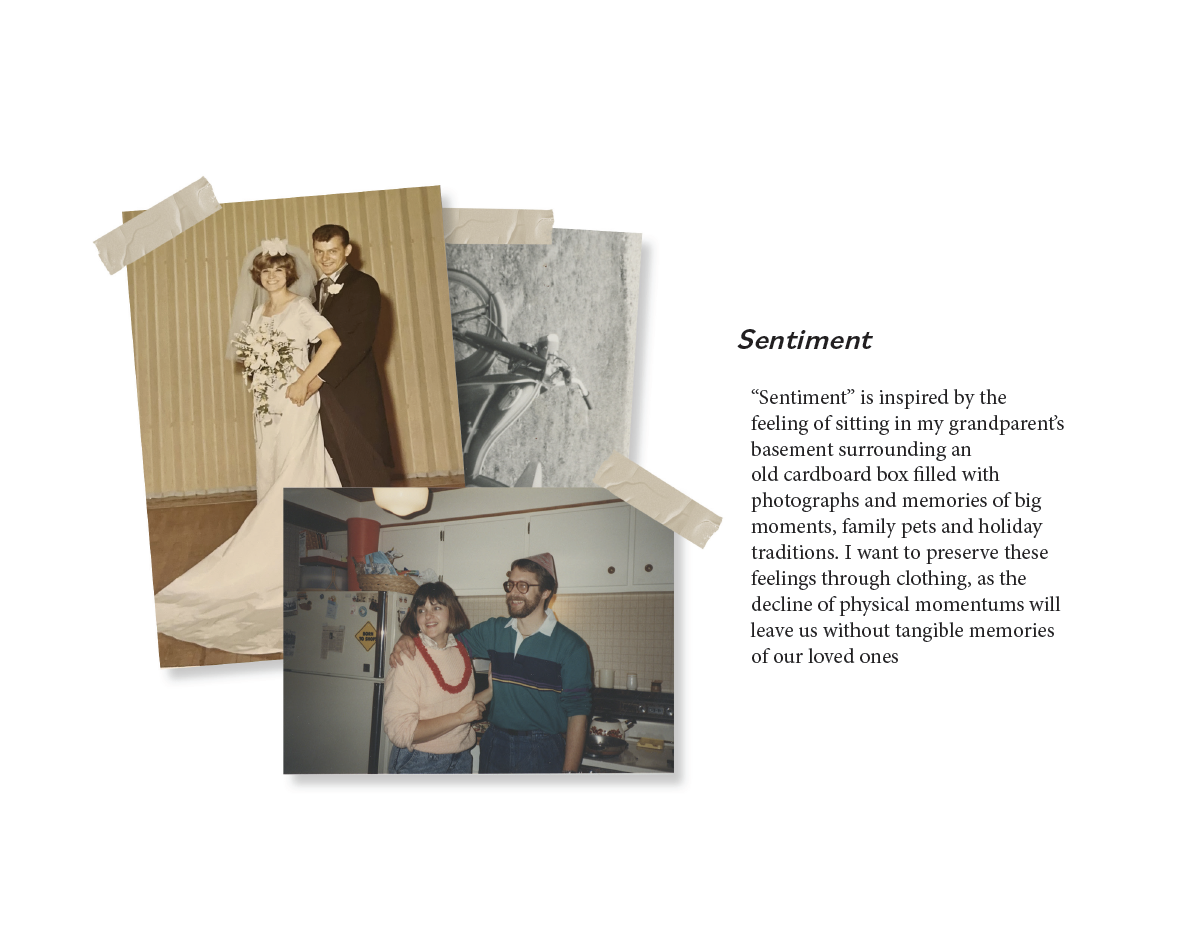 Sentiment
“Sentiment” is inspired by the
feeling of sitting in my grandparent’s
basement surrounding an
old cardboard box filled with
photographs and memories of big
moments, family pets and holiday
traditions. I want to preserve these
feelings through clothing, as the
decline of physical momentums will
leave us without tangible memories
of our loved ones